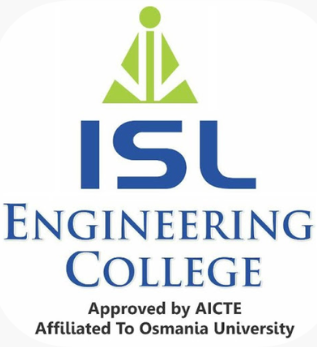 ISL
ENGINEERING
COLLEGE
Approved by AICTE
Affiliated To Osmania University